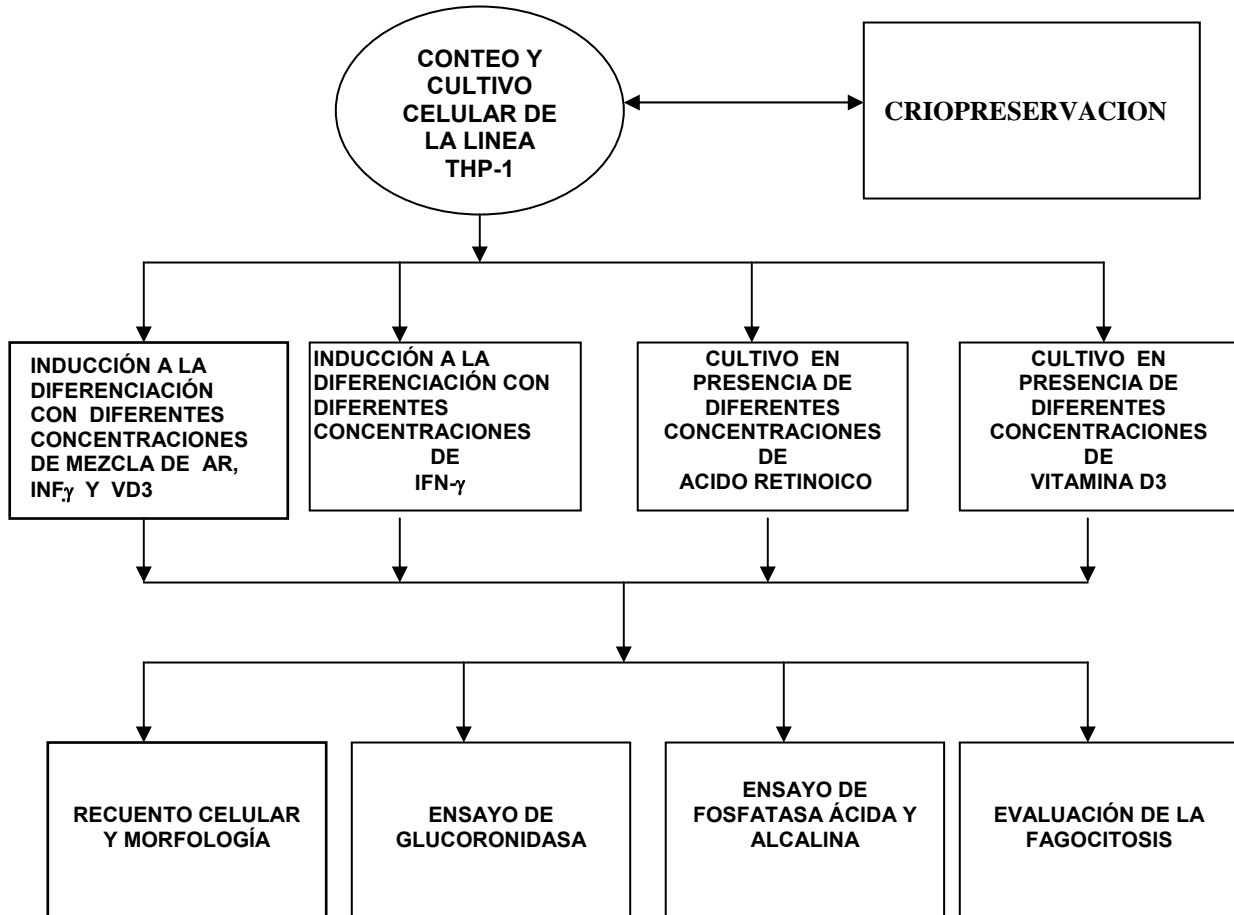 CONTEO Y
CULTIVO
CELULAR DE
LA LINEA
THP-1
CRIOPRESERVACION
INDUCCIÓN A LA
DIFERENCIACIÓN
CON DIFERENTES
CONCENTRACIONES
DE MEZCLA DE AR,
INF-γ Y VD3
INDUCCIÓN A LA
DIFERENCIACIÓN CON
DIFERENTES
CONCENTRACIONES
DE
IFN-γ
CULTIVO EN
PRESENCIA DE
DIFERENTES
CONCENTRACIONES
DE
ACIDO RETINOICO
CULTIVO EN
PRESENCIA DE
DIFERENTES
CONCENTRACIONES
DE
VITAMINA D3
RECUENTO CELULAR
Y MORFOLOGÍA
ENSAYO DE
GLUCORONIDASA
ENSAYO DE
FOSFATASA ÁCIDA Y
ALCALINA
EVALUACIÓN DE LA
FAGOCITOSIS